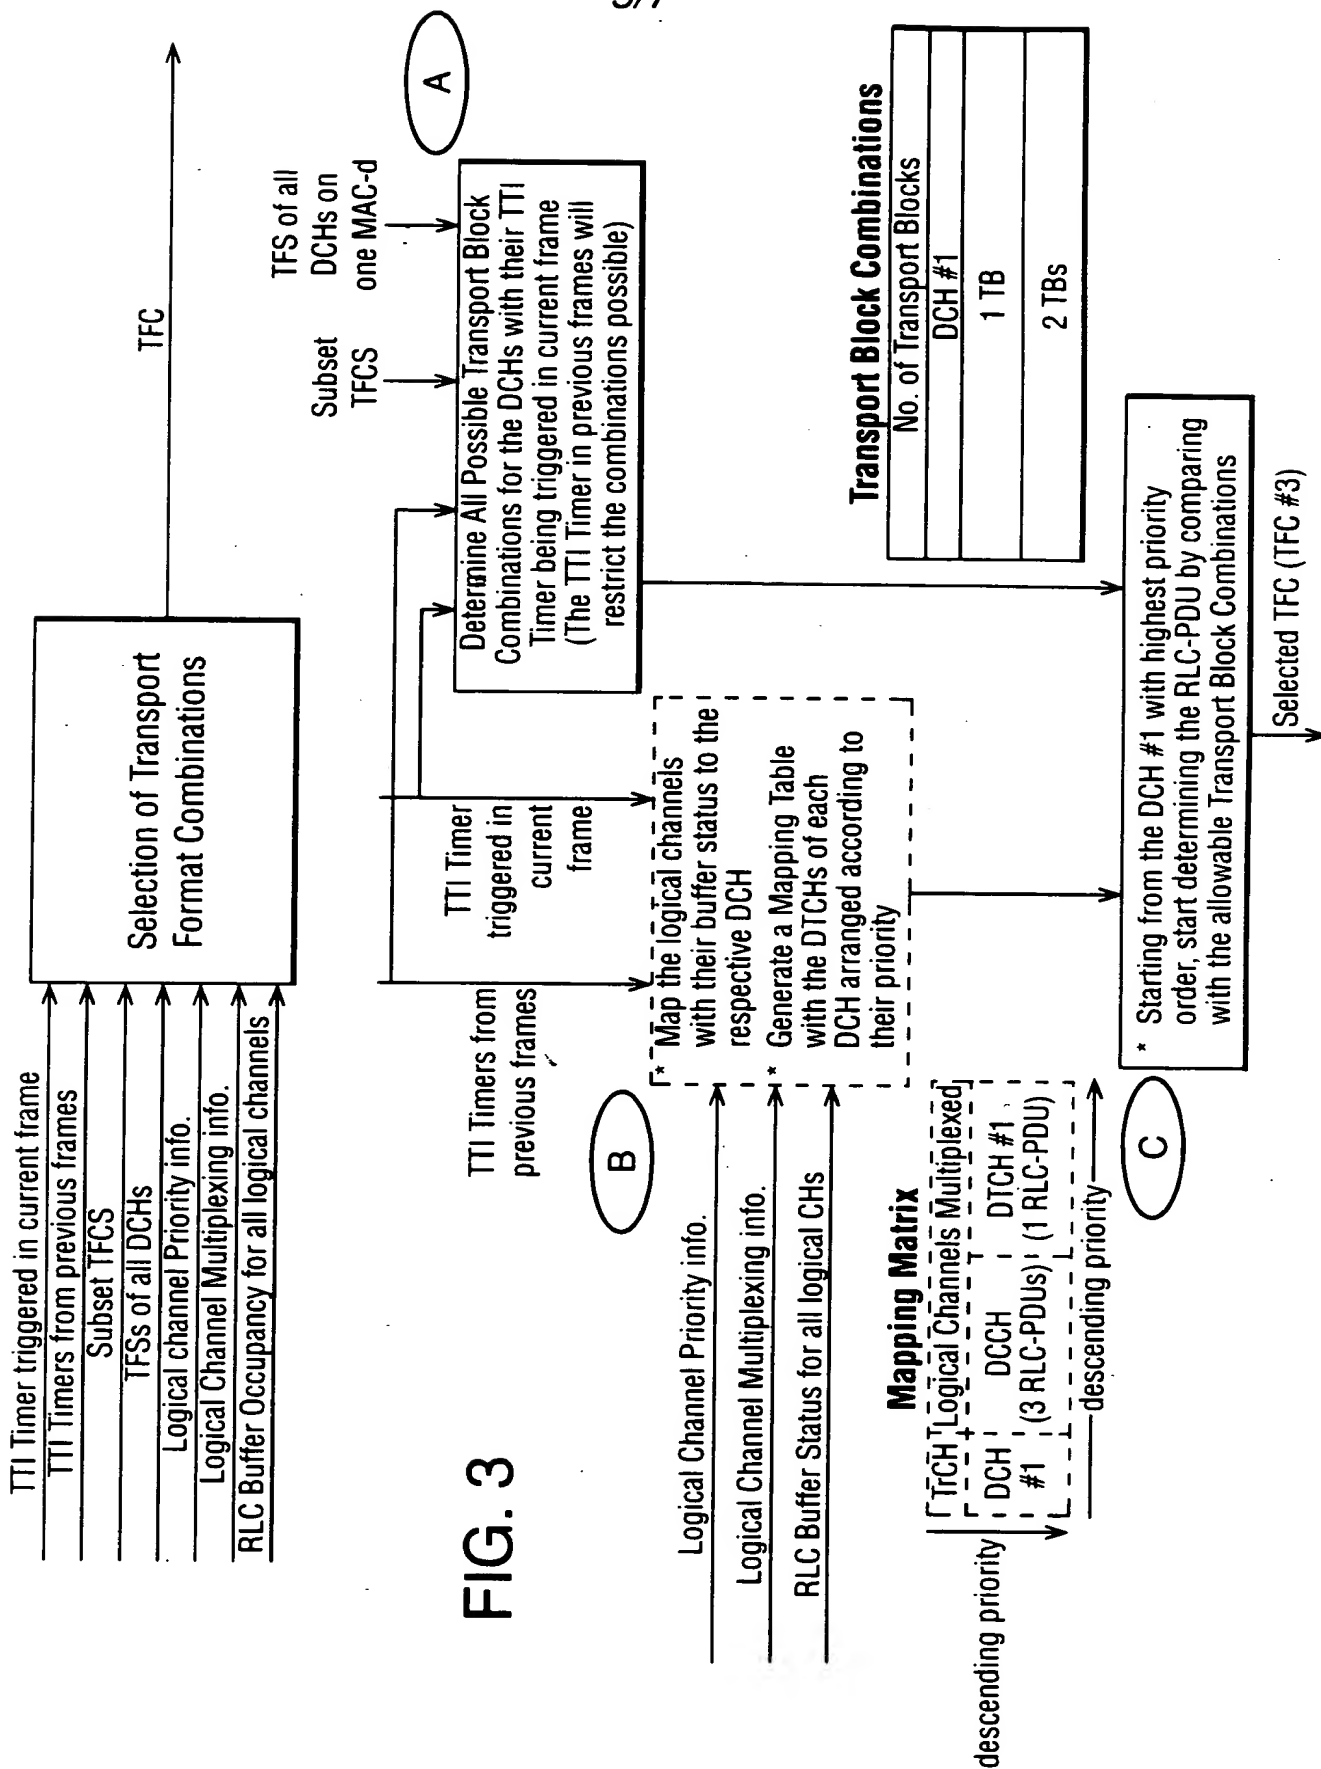 3/7
TTI Timer triggered in current frame
TTI Timers from previous frames
Subset TFCS
TFSs of all DCHs
Logical channel Priority info.
Logical Channel Multiplexing info.
RLC Buffer Occupancy for all logical channels
Selection of Transport
Format Combinations
TFC
FIG. 3
TTI Timers from
previous frames
TTI Timer
triggered in
current
frame
Subset
TFCS
TFS of all
DCHs on
one MAC-d
A
Determine All Possible Transport Block
Combinations for the DCHs with their TTI
Timer being triggered in current frame
(The TTI Timer in previous frames will
restrict the combinations possible)
B
Logical Channel Priority info.
Logical Channel Multiplexing info.
RLC Buffer Status for all logical CHs
* Map the logical channels
with their buffer status to the
respective DCH
* Generate a Mapping Table
with the DTCHs of each
DCH arranged according to
their priority
Transport Block Combinations
No. of Transport Blocks
DCH #1
1 TB
2 TBs
Mapping Matrix
TrCH Logical Channels Multiplexed
DCH DCCH DTCH #1
#1 (3 RLC-PDUs) (1 RLC-PDU)
descending priority
descending priority
C
* Starting from the DCH #1 with highest priority
order, start determining the RLC-PDU by comparing
with the allowable Transport Block Combinations
Selected TFC (TFC #3)